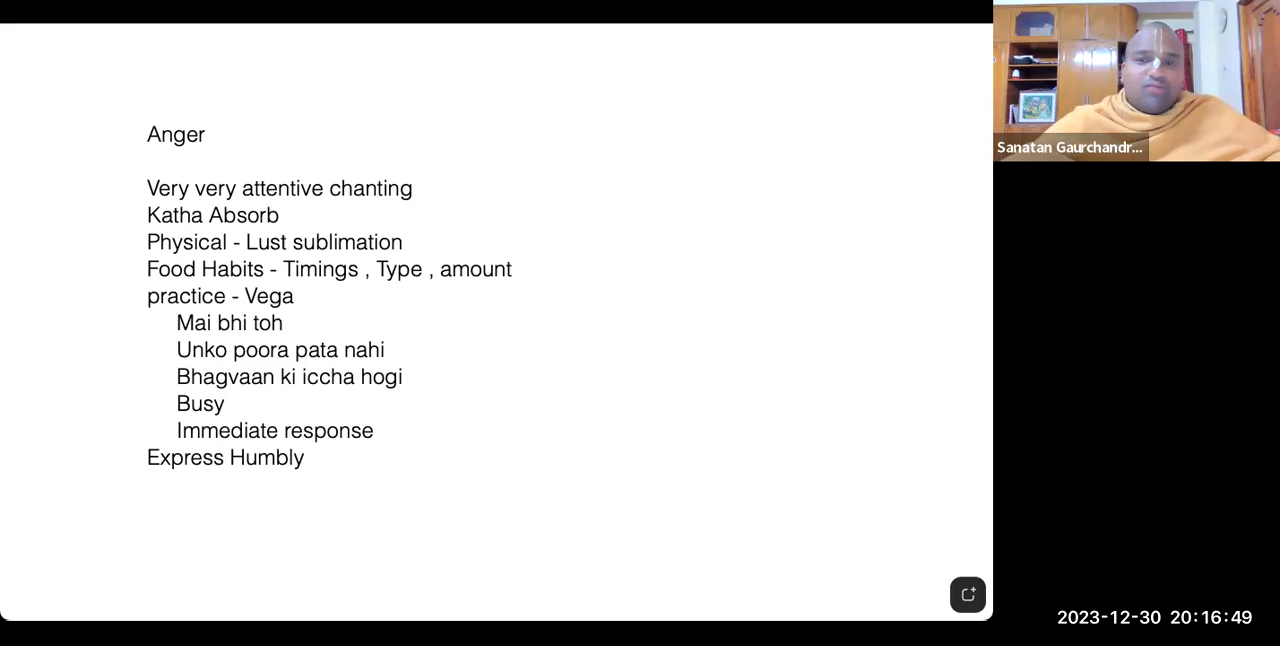 Anger
Very very attentive chanting
Katha Absorb
Physical - Lust sublimation
Food Habits - Timings , Type , amount
practice - Vega
Mai bhi toh
Unko poora pata nahi
Bhagvaan ki iccha hogi
Busy
Immediate response
Express Humbly
Sanatan Gaurchandr...
2023-12-30 20:16:49